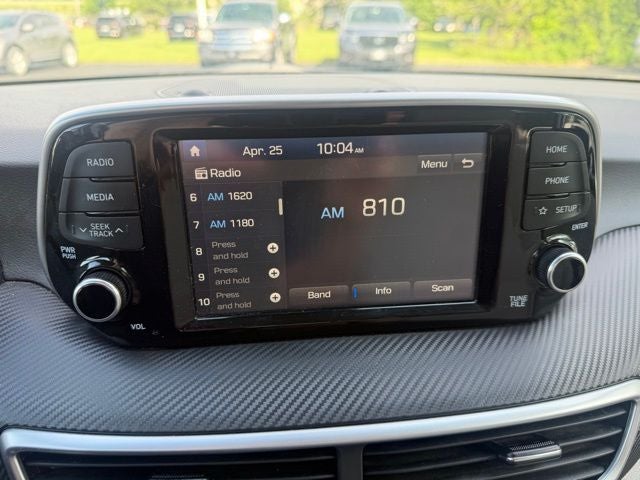 RADIO
MEDIA
SEEK
TRACK
PWR
PUSH
VOL
Apr. 25 10:04 AM
Radio Menu
6 AM 1620
7 AM 1180
8 Press and hold
9 Press and hold
10 Press and hold
AM 810
Band Info Scan
HOME
PHONE
SETUP
ENTER
TUNE
FILE